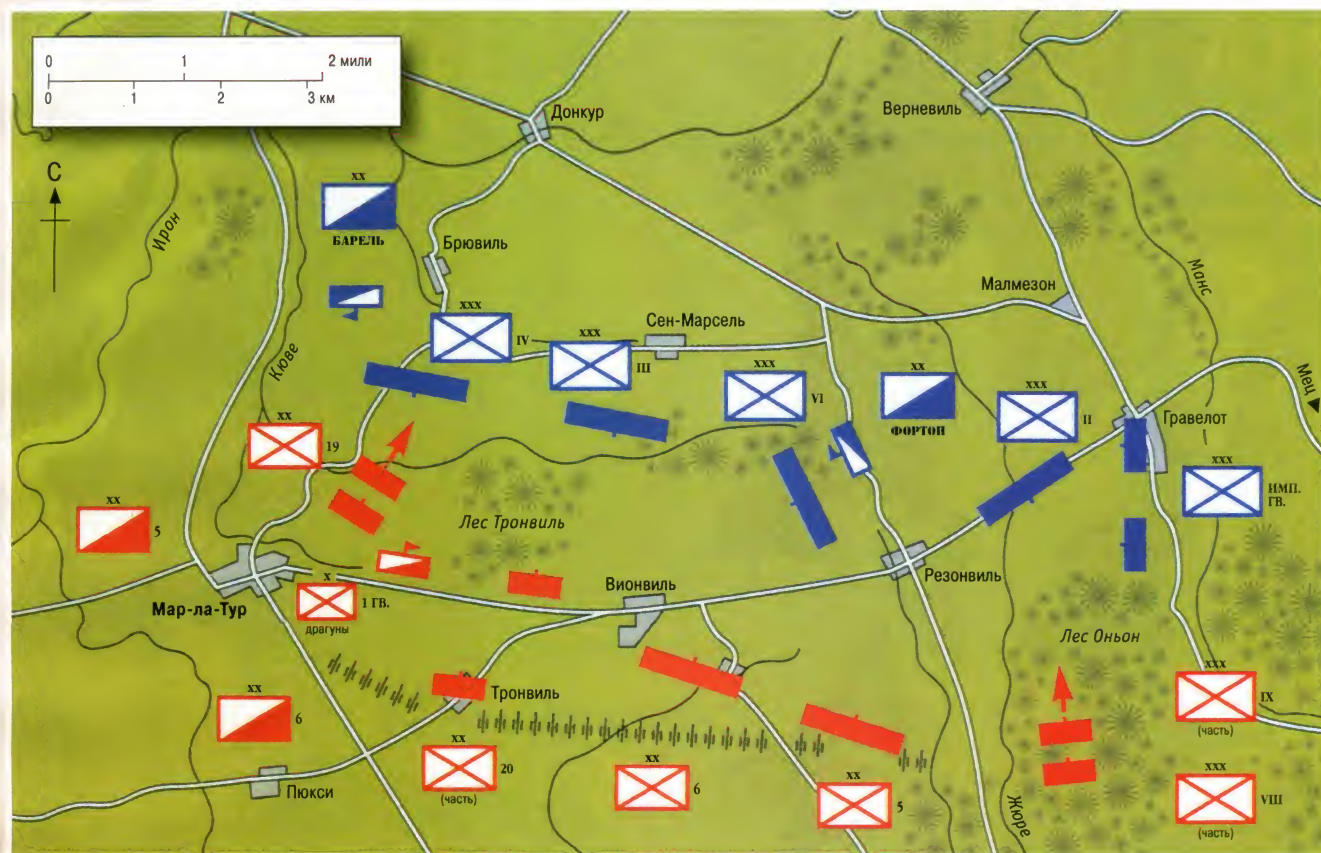 0 1 2 мили
0 1 2 3 км
С
Донкур
Верневиль
Ирон
xx
БАРЕЛЬ
Брювиль
Манс
Малмезон
Кюве
Сен-Марсель
xxx
IV
xxx
III
xxx
VI
xx
ФОРТОН
xxx
II
Мец
Гравелот
xx
19
xxx
ИМП.
ГВ.
xx
5
Лес Тронвиль
Мар-ла-Тур
x
1 ГВ.
драгуны
Вионвиль
Резонвиль
Лес Оньон
xx
6
Тронвиль
xxx
IX
(часть)
xx
20
(часть)
xx
6
xx
5
Пюкси
Жюре
xxx
VIII
(часть)